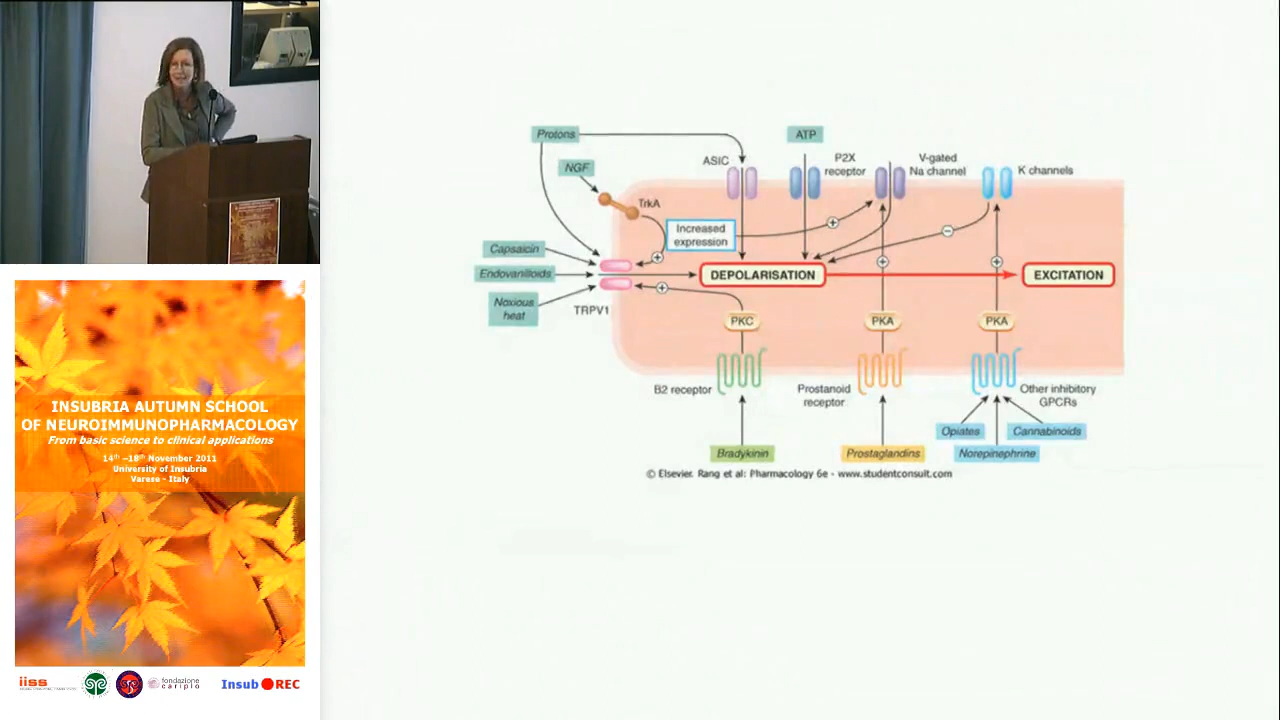 INSUBRIA AUTUMN SCHOOL
OF NEUROIMMUNOPHARMACOLOGY
From basic science to clinical applications
14th -18th November 2011
University of Insubria
Varese - Italy
iiss
fondazione
cariplo
Insub REC
Protons
ATP
NGF
ASIC
P2X
receptor
V-gated
Na channel
K channels
TrkA
Increased
expression
+
−
Capsaicin
Endovanilloids
Noxious
heat
TRPV1
+
+
+
+
DEPOLARISATION
EXCITATION
PKC
PKA
PKA
B2 receptor
Prostanoid
receptor
Other inhibitory
GPCRs
Opiates
Cannabinoids
Bradykinin
Prostaglandins
Norepinephrine
© Elsevier. Rang et al: Pharmacology 6e - www.studentconsult.com